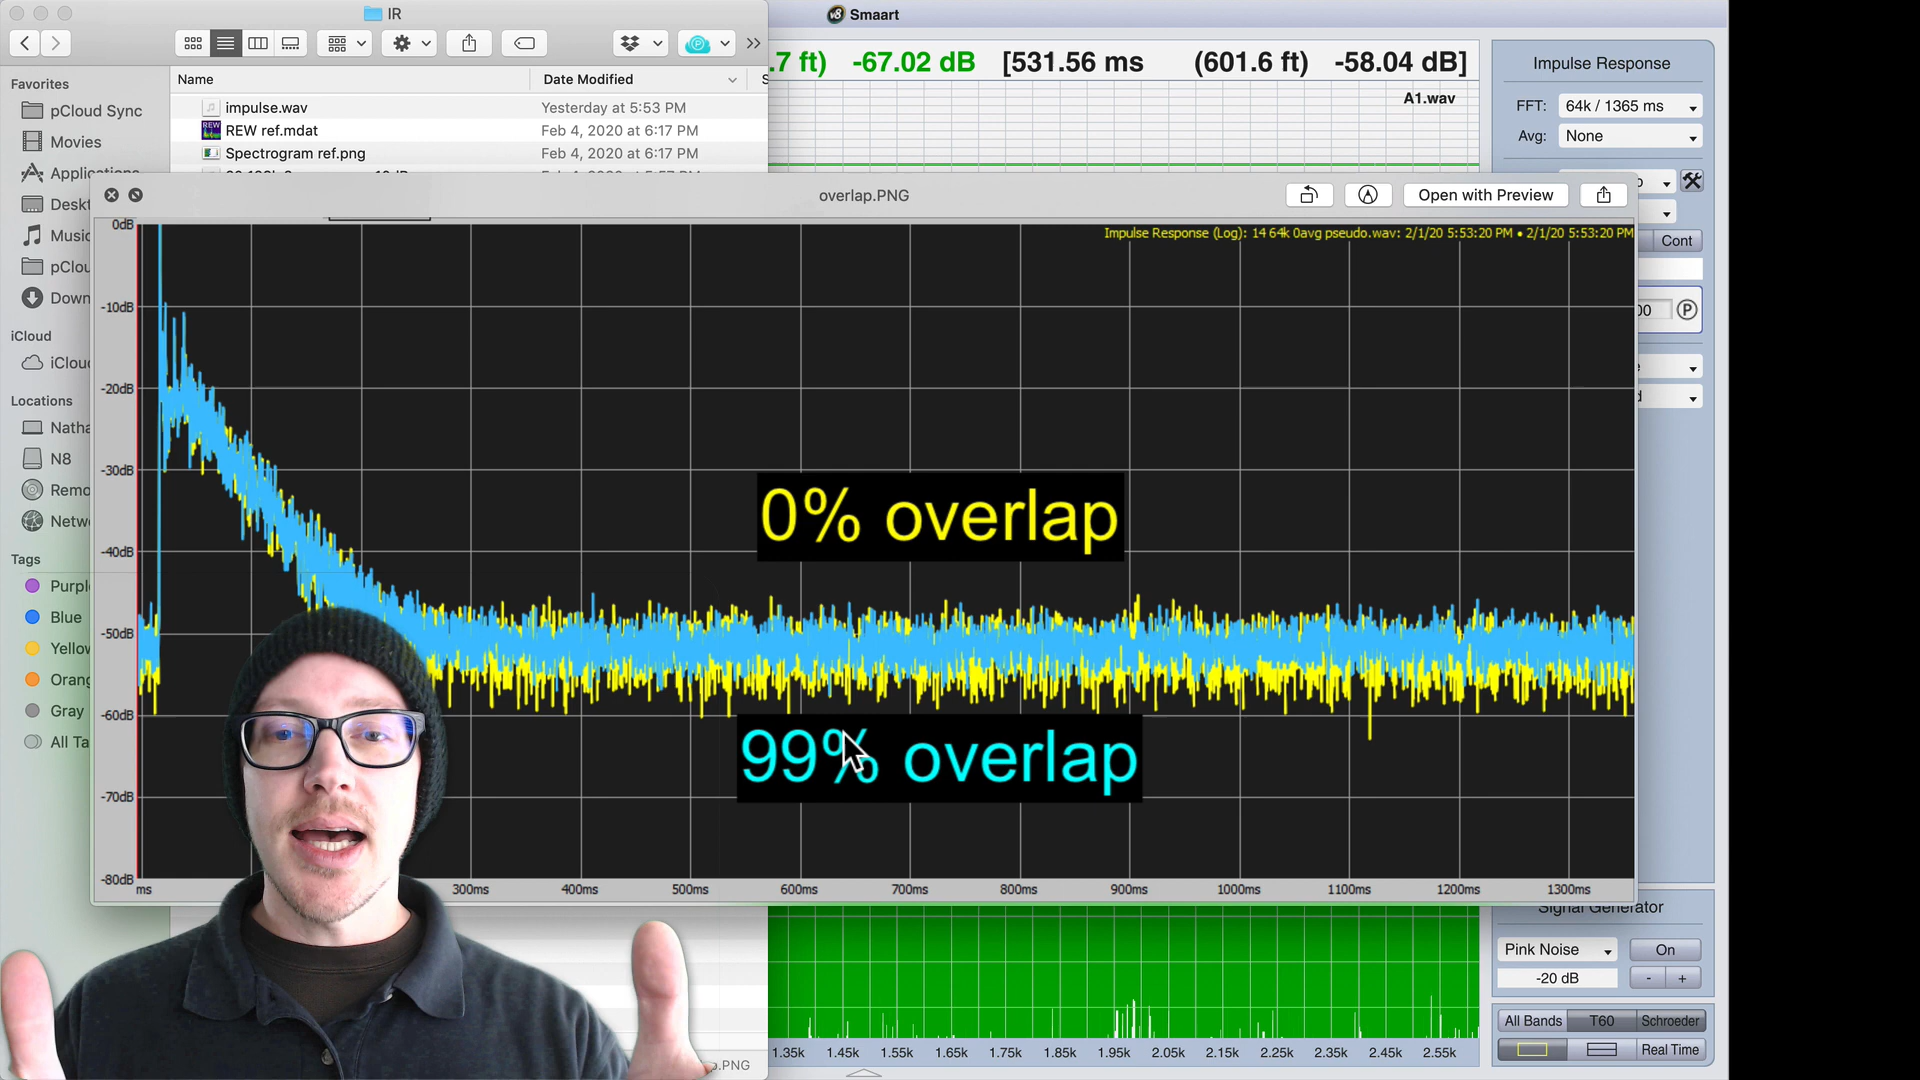 IR
Smaart
.7 ft) -67.02 dB [531.56 ms (601.6 ft) -58.04 dB]
A1.wav
Impulse Response
FFT: 64k / 1365 ms
Avg: None
Cont
00
P
Favorites
pCloud Sync
Movies
iCloud
Locations
N8
Tags
Blue
Gray
Name Date Modified
impulse.wav Yesterday at 5:53 PM
REW ref.mdat Feb 4, 2020 at 6:17 PM
Spectrogram ref.png Feb 4, 2020 at 6:17 PM
overlap.PNG
Open with Preview
Impulse Response (Log): 14 64k 0avg pseudo.wav: 2/1/20 5:53:20 PM • 2/1/20 5:53:20 PM
0dB
-10dB
-20dB
-30dB
-40dB
-50dB
-60dB
-70dB
-80dB
0% overlap
99% overlap
ms 300ms 400ms 500ms 600ms 700ms 800ms 900ms 1000ms 1100ms 1200ms 1300ms
Signal Generator
Pink Noise On
-20 dB - +
All Bands T60 Schroeder
Real Time
1.35k 1.45k 1.55k 1.65k 1.75k 1.85k 1.95k 2.05k 2.15k 2.25k 2.35k 2.45k 2.55k
.PNG